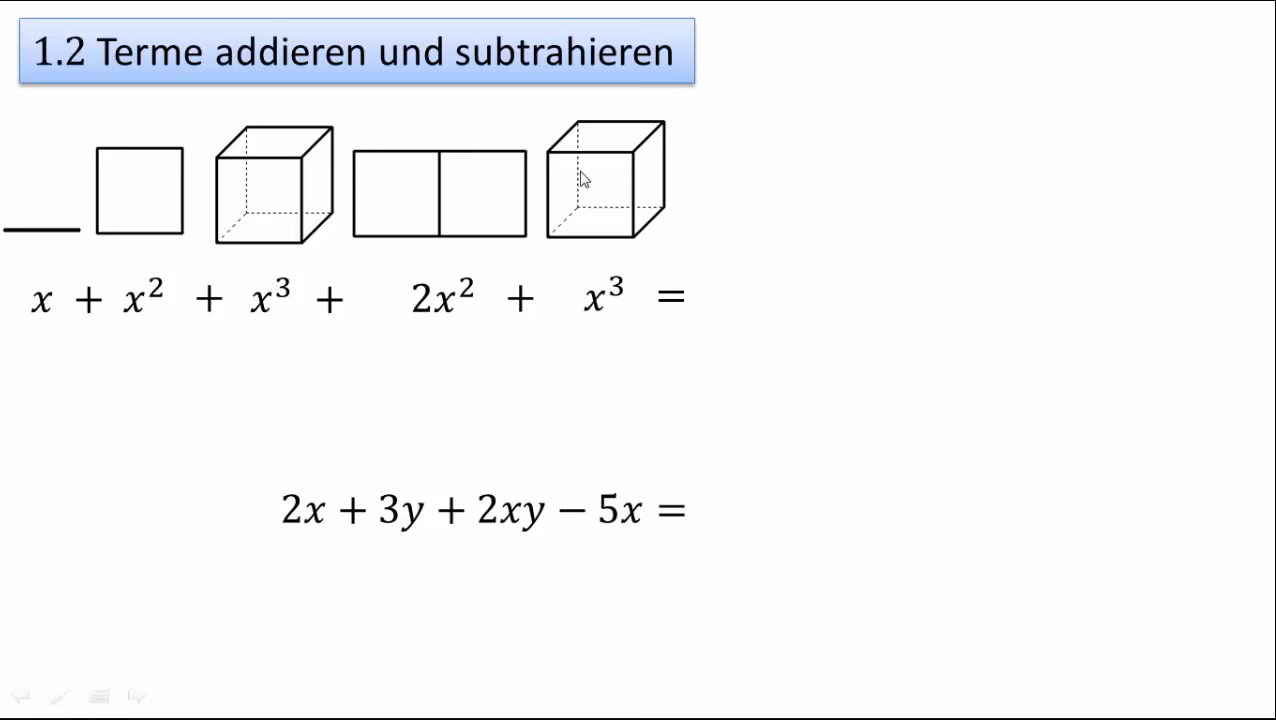 1.2 Terme addieren und subtrahieren
x + x² + x³ + 2x² + x³ =
2x + 3y + 2xy − 5x =